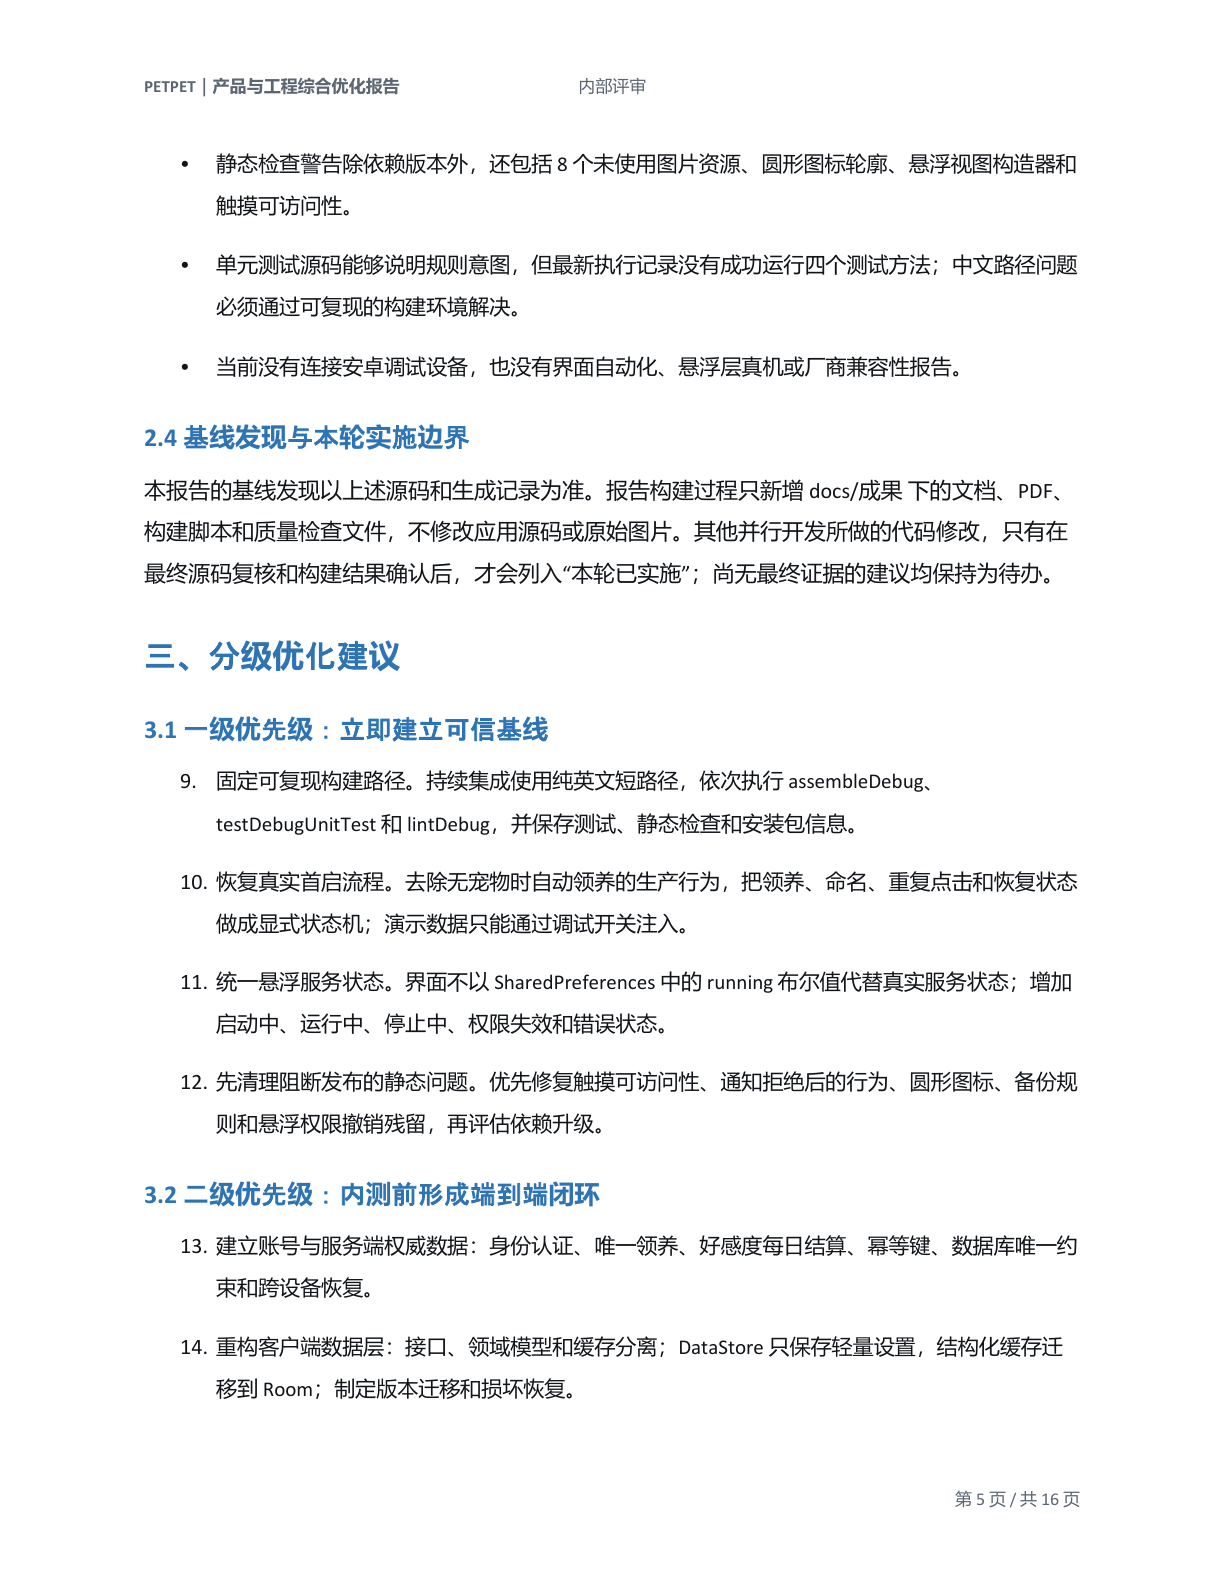 PETPET｜产品与工程综合优化报告 内部评审
• 静态检查警告除依赖版本外，还包括 8 个未使用图片资源、圆形图标轮廓、悬浮视图构造器和
触摸可访问性。
• 单元测试源码能够说明规则意图，但最新执行记录没有成功运行四个测试方法；中文路径问题
必须通过可复现的构建环境解决。
• 当前没有连接安卓调试设备，也没有界面自动化、悬浮层真机或厂商兼容性报告。
2.4 基线发现与本轮实施边界
本报告的基线发现以上述源码和生成记录为准。报告构建过程只新增 docs/成果 下的文档、PDF、
构建脚本和质量检查文件，不修改应用源码或原始图片。其他并行开发所做的代码修改，只有在
最终源码复核和构建结果确认后，才会列入“本轮已实施”；尚无最终证据的建议均保持为待办。
三、分级优化建议
3.1 一级优先级：立即建立可信基线
9. 固定可复现构建路径。持续集成使用纯英文短路径，依次执行 assembleDebug、
testDebugUnitTest 和 lintDebug，并保存测试、静态检查和安装包信息。
10. 恢复真实首启流程。去除无宠物时自动领养的生产行为，把领养、命名、重复点击和恢复状态
做成显式状态机；演示数据只能通过调试开关注入。
11. 统一悬浮服务状态。界面不以 SharedPreferences 中的 running 布尔值代替真实服务状态；增加
启动中、运行中、停止中、权限失效和错误状态。
12. 先清理阻断发布的静态问题。优先修复触摸可访问性、通知拒绝后的行为、圆形图标、备份规
则和悬浮权限撤销残留，再评估依赖升级。
3.2 二级优先级：内测前形成端到端闭环
13. 建立账号与服务端权威数据：身份认证、唯一领养、好感度每日结算、幂等键、数据库唯一约
束和跨设备恢复。
14. 重构客户端数据层：接口、领域模型和缓存分离；DataStore 只保存轻量设置，结构化缓存迁
移到 Room；制定版本迁移和损坏恢复。
第 5 页 / 共 16 页